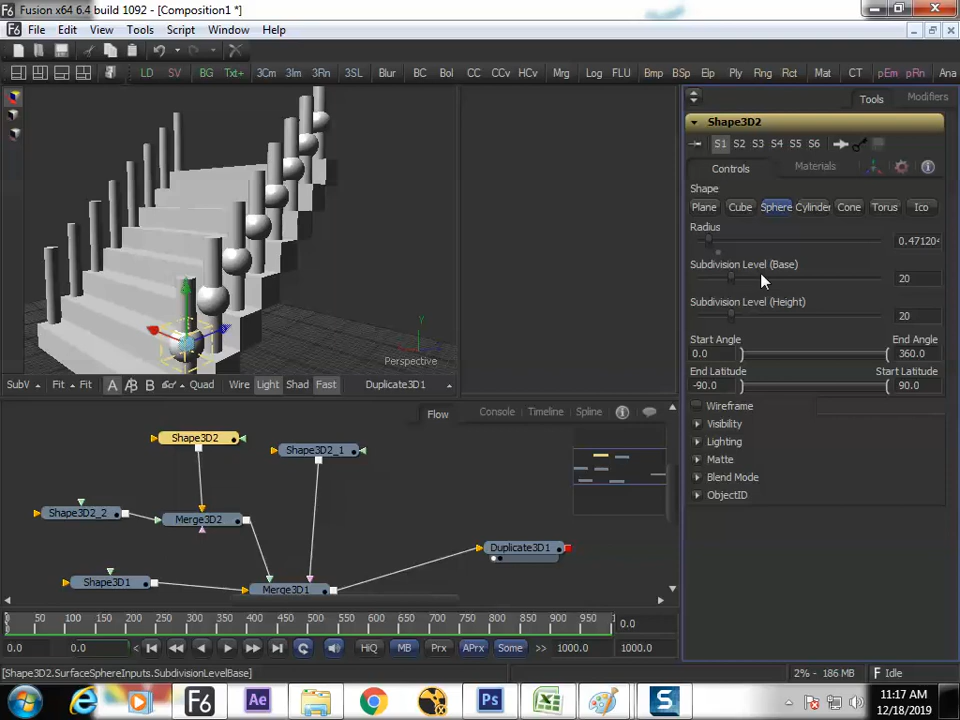 Fusion x64 6.4 build 1092 - [Composition1 *]
File Edit View Tools Script Window Help
LD SV BG Txt+ 3Cm 3Im 3Rn 3SL Blur BC Bol CC CCv HCv Mrg Log FLU Bmp BSp Elp Ply Rng Rct Mat CT pEm pRn Ana
Tools Modifiers
Shape3D2
S1 S2 S3 S4 S5 S6
Controls Materials
Shape
Plane Cube Sphere Cylinder Cone Torus Ico
Radius
0.471204
Subdivision Level (Base)
20
Subdivision Level (Height)
20
Start Angle End Angle
0.0 360.0
End Latitude Start Latitude
-90.0 90.0
Wireframe
Visibility
Lighting
Matte
Blend Mode
ObjectID
Perspective
SubV Fit Fit A B Quad Wire Light Shad Fast Duplicate3D1
Flow Console Timeline Spline
Shape3D2
Shape3D2_1
Shape3D2_2
Merge3D2
Duplicate3D1
Shape3D1
Merge3D1
0 50 100 150 200 250 300 350 400 450 500 550 600 650 700 750 800 850 900 950 0.0
0.0 0.0 HiQ MB Prx APrx Some >> 1000.0 1000.0
[Shape3D2.SurfaceSphereInputs.SubdivisionLevelBase]
2% - 186 MB Idle
F6 Ae Ps S
11:17 AM
12/18/2019